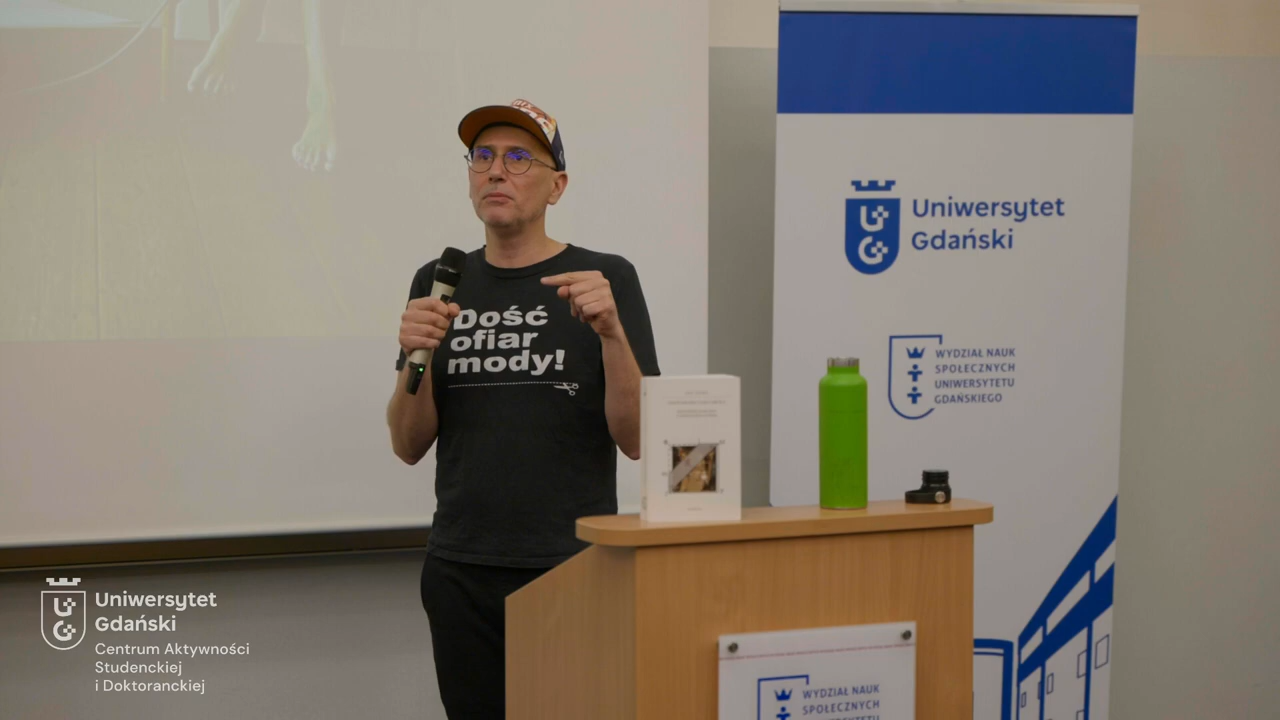 Dość
ofiar
mody!
Uniwersytet
Gdański
WYDZIAŁ NAUK
SPOŁECZNYCH
UNIWERSYTETU
GDAŃSKIEGO
WYDZIAŁ NAUK
SPOŁECZNYCH
Uniwersytet
Gdański
Centrum Aktywności
Studenckiej
i Doktoranckiej